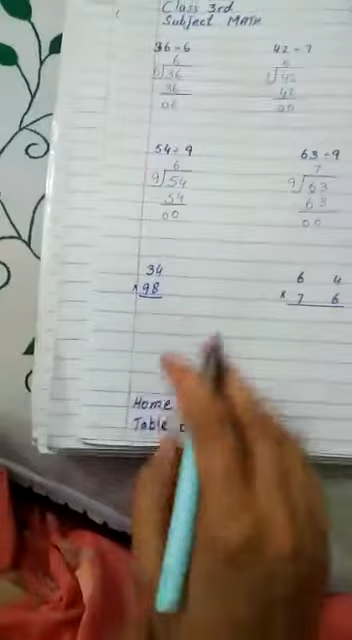 Class 3rd
Subject MATH
36÷6 42÷7
6 6
6√36 7√42
36 42
00 00
54÷9 63÷9
6 7
9√54 9√63
54 63
00 00
34 6 4
×98 × 7 6
Home
Table